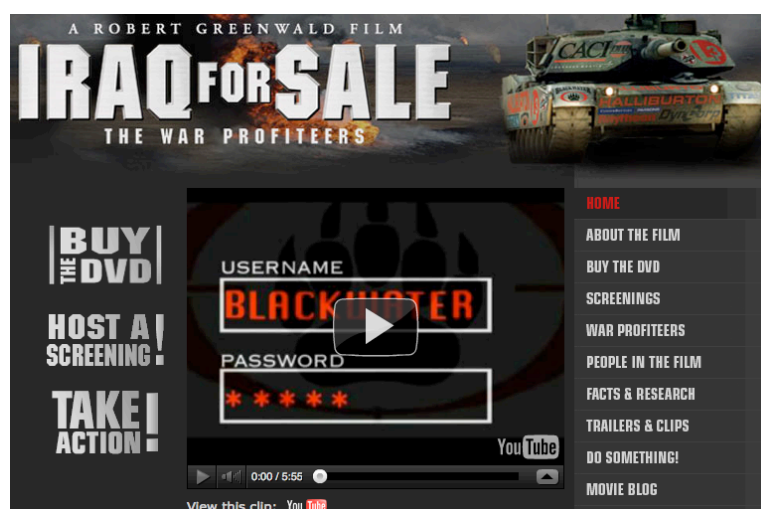 A ROBERT GREENWALD FILM
IRAQ FOR SALE
THE WAR PROFITEERS
CACI
BLACKWATER
HALLIBURTON
DynCorp
BUY
THE DVD
HOST A
SCREENING!
TAKE
ACTION!
USERNAME
BLACKWATER
PASSWORD
*****
YouTube
0:00 / 5:55
View this clip: YouTube
HOME
ABOUT THE FILM
BUY THE DVD
SCREENINGS
WAR PROFITEERS
PEOPLE IN THE FILM
FACTS & RESEARCH
TRAILERS & CLIPS
DO SOMETHING!
MOVIE BLOG